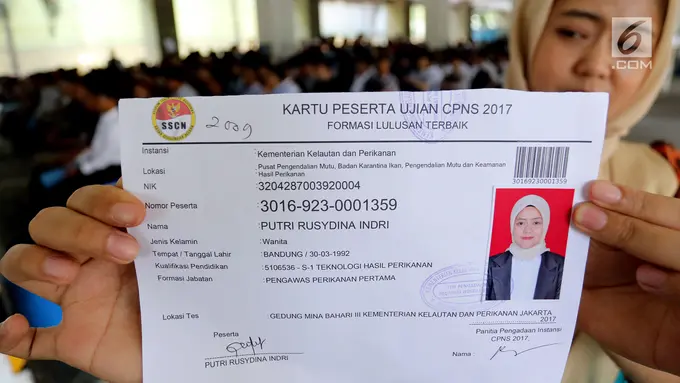 6
.COM
KARTU PESERTA UJIAN CPNS 2017
FORMASI LULUSAN TERBAIK
SSCN
2009
Instansi : Kementerian Kelautan dan Perikanan
Lokasi : Pusat Pengendalian Mutu, Badan Karantina Ikan, Pengendalian Mutu dan Keamanan
Hasil Perikanan
NIK : 3204287003920004
3016-923-0001359
Nomor Peserta : 3016-923-0001359
Nama : PUTRI RUSYDINA INDRI
Jenis Kelamin : Wanita
Tempat / Tanggal Lahir : BANDUNG / 30-03-1992
Kualifikasi Pendidikan : 5106536 - S-1 TEKNOLOGI HASIL PERIKANAN
Formasi Jabatan : PENGAWAS PERIKANAN PERTAMA
Lokasi Tes : GEDUNG MINA BAHARI III KEMENTERIAN KELAUTAN DAN PERIKANAN JAKARTA
2017
Peserta
Panitia Pengadaan Instansi
CPNS 2017
PUTRI RUSYDINA INDRI
Nama :